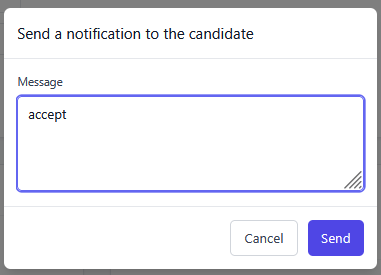 Send a notification to the candidate
Message
accept
Cancel Send